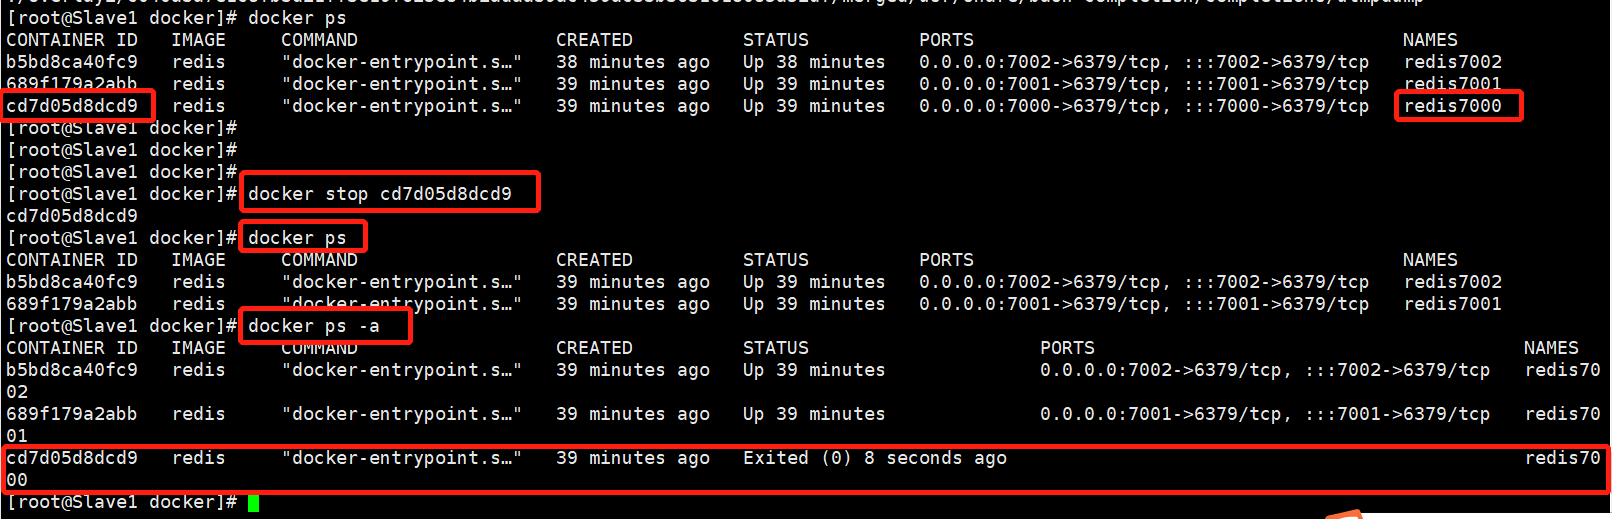 [root@Slave1 docker]# docker ps
CONTAINER ID   IMAGE     COMMAND                  CREATED          STATUS          PORTS                                       NAMES
b5bd8ca40fc9   redis     "docker-entrypoint.s…"   38 minutes ago   Up 38 minutes   0.0.0.0:7002->6379/tcp, :::7002->6379/tcp   redis7002
689f179a2abb   redis     "docker-entrypoint.s…"   39 minutes ago   Up 39 minutes   0.0.0.0:7001->6379/tcp, :::7001->6379/tcp   redis7001
cd7d05d8dcd9   redis     "docker-entrypoint.s…"   39 minutes ago   Up 39 minutes   0.0.0.0:7000->6379/tcp, :::7000->6379/tcp   redis7000
[root@Slave1 docker]#
[root@Slave1 docker]#
[root@Slave1 docker]#
[root@Slave1 docker]# docker stop cd7d05d8dcd9
cd7d05d8dcd9
[root@Slave1 docker]# docker ps
CONTAINER ID   IMAGE     COMMAND                  CREATED          STATUS          PORTS                                       NAMES
b5bd8ca40fc9   redis     "docker-entrypoint.s…"   39 minutes ago   Up 39 minutes   0.0.0.0:7002->6379/tcp, :::7002->6379/tcp   redis7002
689f179a2abb   redis     "docker-entrypoint.s…"   39 minutes ago   Up 39 minutes   0.0.0.0:7001->6379/tcp, :::7001->6379/tcp   redis7001
[root@Slave1 docker]# docker ps -a
CONTAINER ID   IMAGE     COMMAND                  CREATED          STATUS                     PORTS                                       NAMES
b5bd8ca40fc9   redis     "docker-entrypoint.s…"   39 minutes ago   Up 39 minutes              0.0.0.0:7002->6379/tcp, :::7002->6379/tcp   redis70
02
689f179a2abb   redis     "docker-entrypoint.s…"   39 minutes ago   Up 39 minutes              0.0.0.0:7001->6379/tcp, :::7001->6379/tcp   redis70
01
cd7d05d8dcd9   redis     "docker-entrypoint.s…"   39 minutes ago   Exited (0) 8 seconds ago                                               redis70
00
[root@Slave1 docker]#